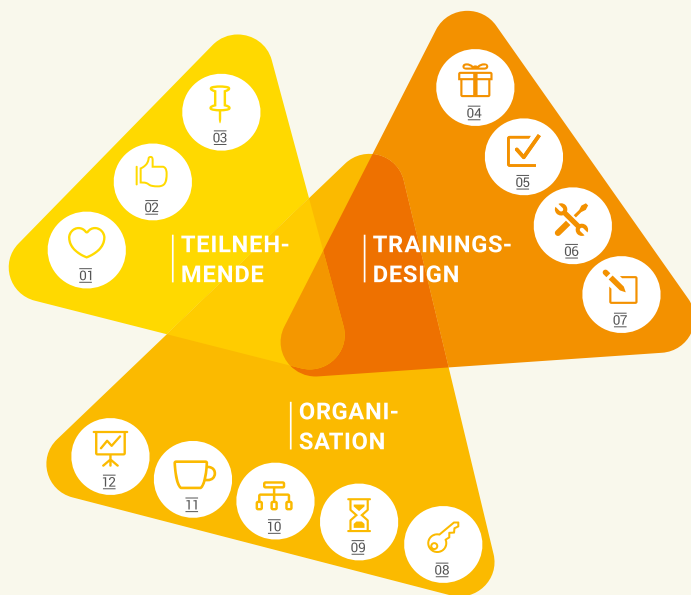 03
02
01
TEILNEH-
MENDE
04
05
06
07
TRAININGS-
DESIGN
ORGANI-
SATION
12
11
10
09
08